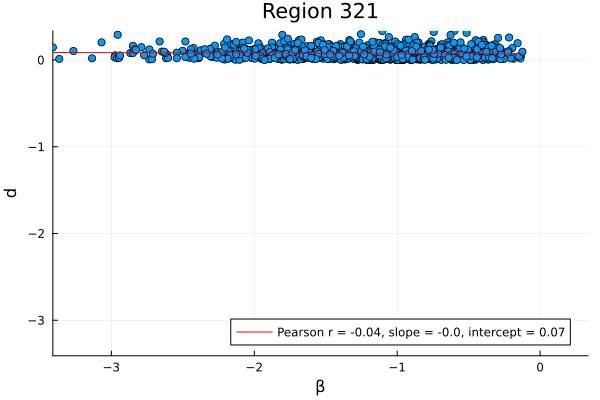 Region 321
d
0
−1
−2
−3
Pearson r = -0.04, slope = -0.0, intercept = 0.07
−3 −2 −1 0
β